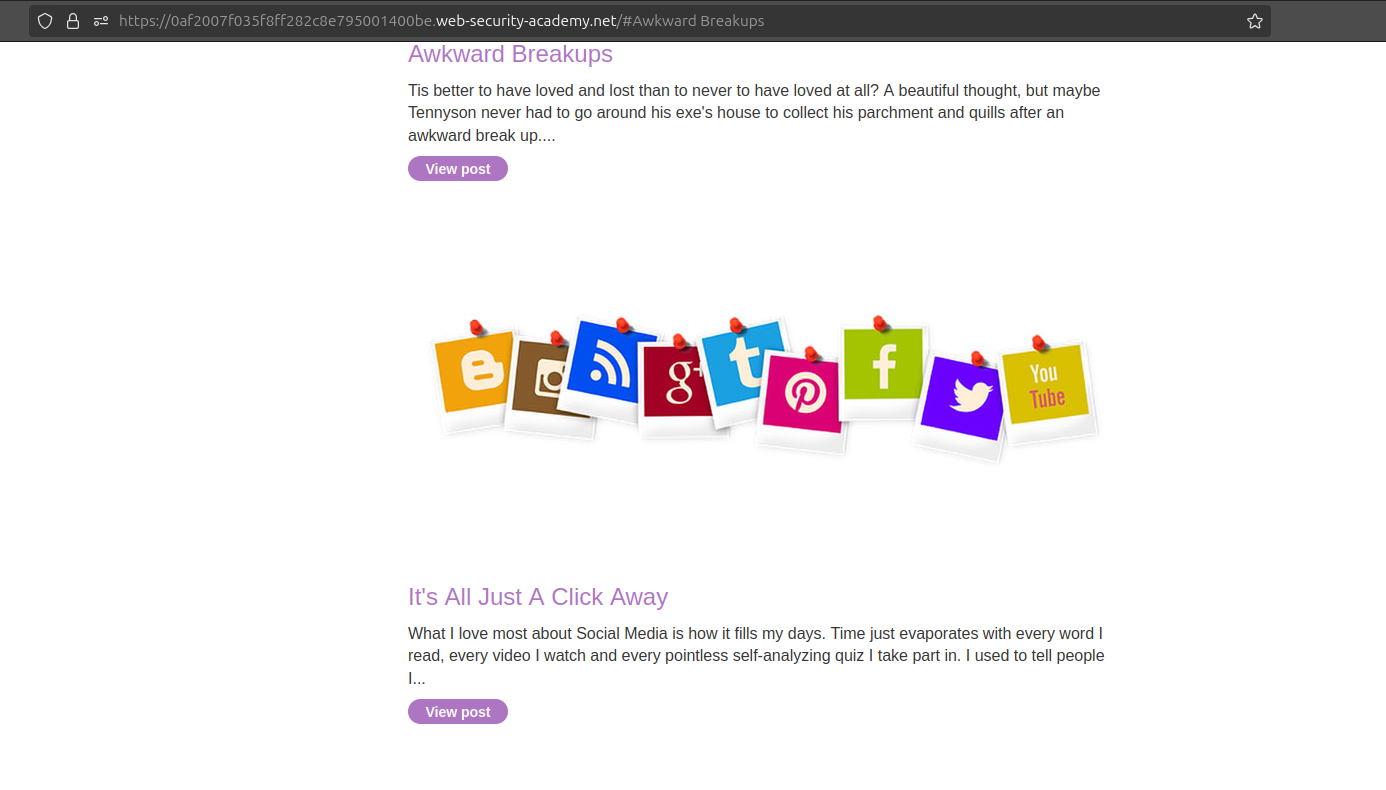 https://0af2007f035f8ff282c8e795001400be.web-security-academy.net/#Awkward Breakups
Awkward Breakups
Tis better to have loved and lost than to never to have loved at all? A beautiful thought, but maybe
Tennyson never had to go around his exe's house to collect his parchment and quills after an
awkward break up....
View post
g+
t
f
You
Tube
It's All Just A Click Away
What I love most about Social Media is how it fills my days. Time just evaporates with every word I
read, every video I watch and every pointless self-analyzing quiz I take part in. I used to tell people
I...
View post